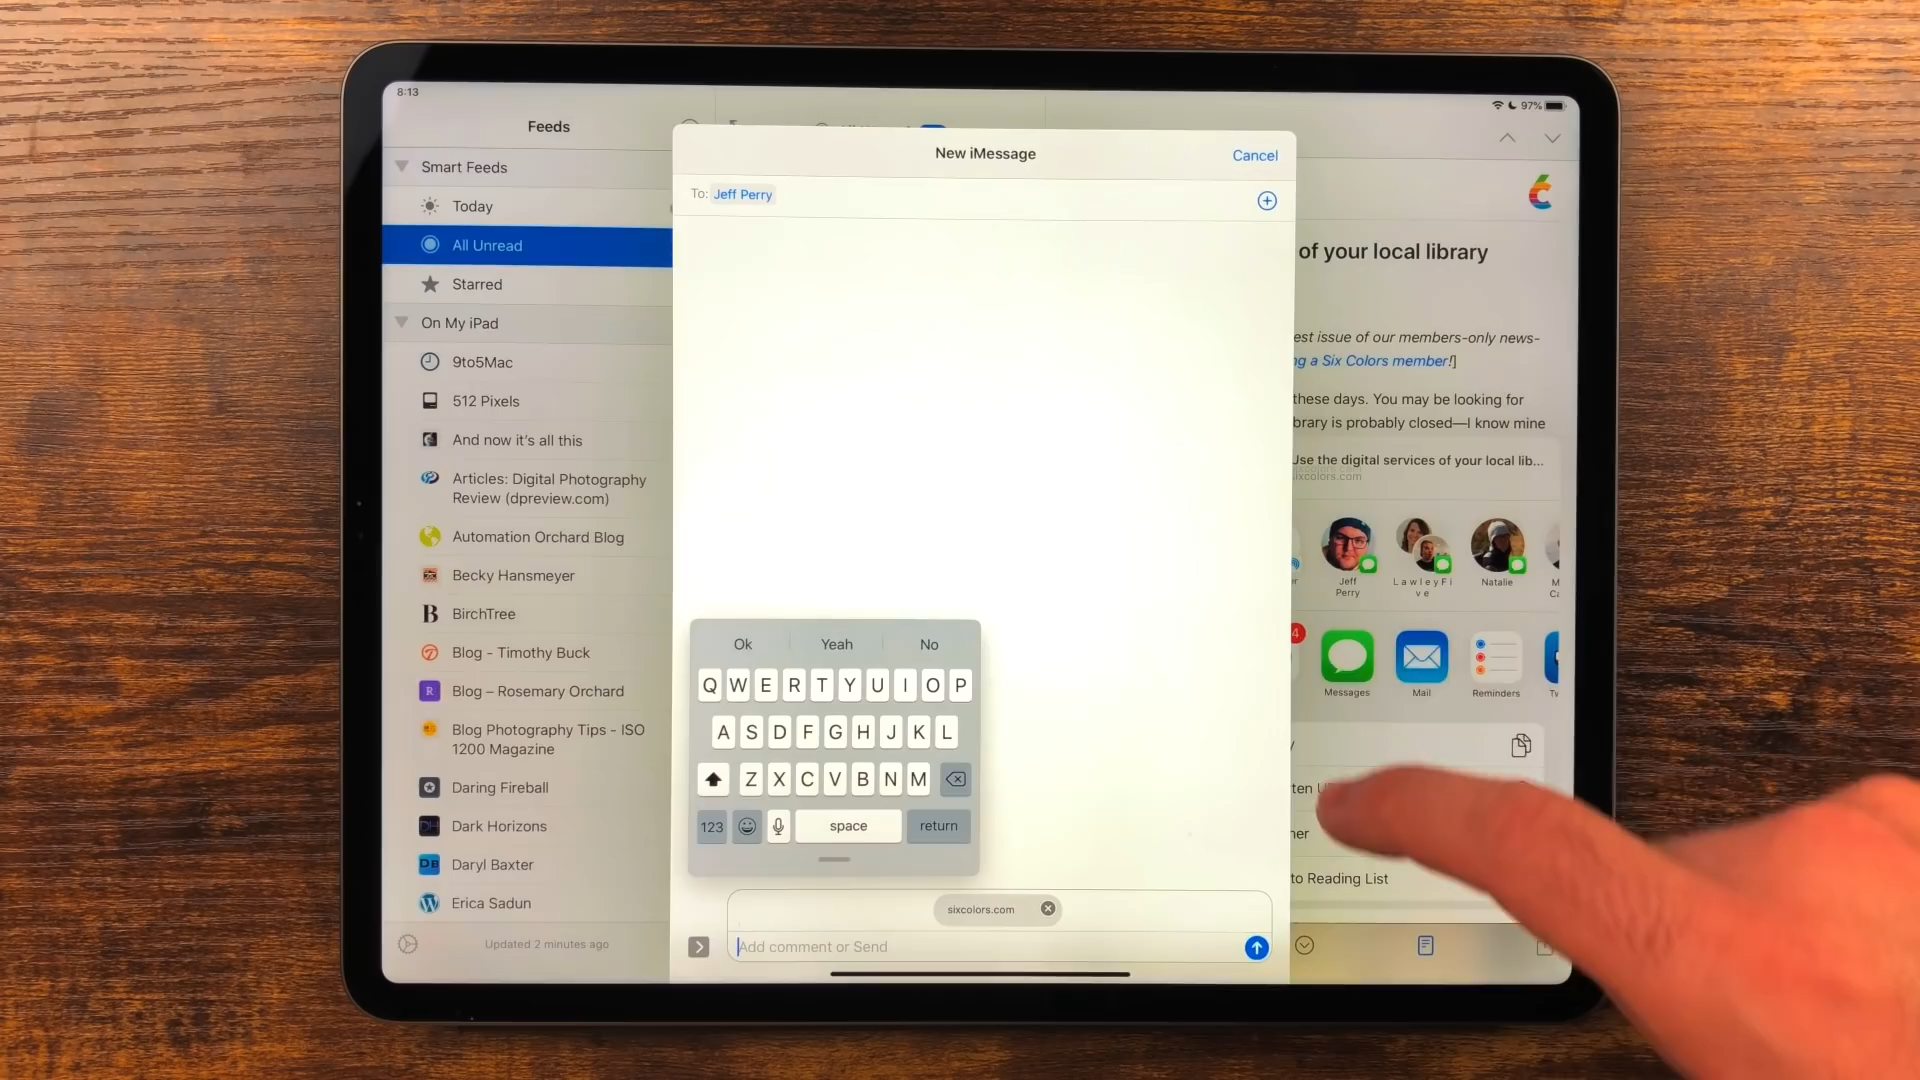 8:13
97%
Feeds
Smart Feeds
Today
All Unread
Starred
On My iPad
9to5Mac
512 Pixels
And now it's all this
Articles: Digital Photography
Review (dpreview.com)
Automation Orchard Blog
Becky Hansmeyer
BirchTree
Blog - Timothy Buck
Blog – Rosemary Orchard
Blog Photography Tips - ISO
1200 Magazine
Daring Fireball
Dark Horizons
Daryl Baxter
Erica Sadun
Updated 2 minutes ago
New iMessage
Cancel
To: Jeff Perry
Ok Yeah No
Q W E R T Y U I O P
A S D F G H J K L
Z X C V B N M
123 space return
sixcolors.com
Add comment or Send
of your local library
est issue of our members-only news-
ng a Six Colors member!]
these days. You may be looking for
brary is probably closed—I know mine
Use the digital services of your local lib...
sixcolors.com
Jeff
Perry
LawleyFi
ve
Natalie
4
Messages
Mail
Reminders
to Reading List